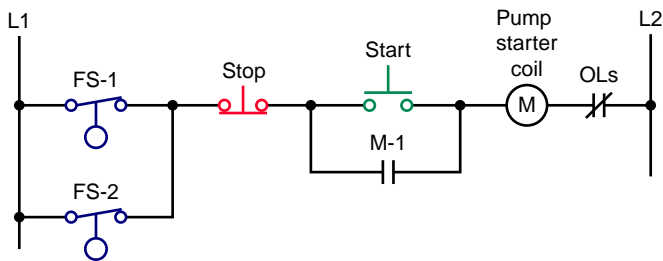 L1
L2
Pump
starter
coil
Start
Stop
FS-1
OLs
M
M-1
FS-2